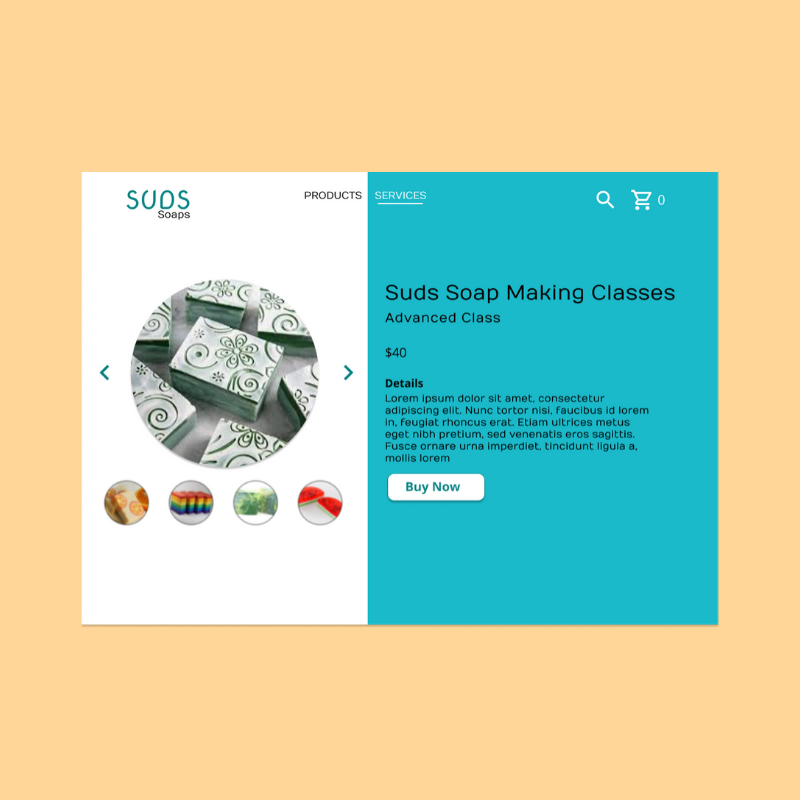 SUDS
Soaps
PRODUCTS
SERVICES
0
Suds Soap Making Classes
Advanced Class
$40
Details
Lorem ipsum dolor sit amet, consectetur
adipiscing elit. Nunc tortor nisi, faucibus id lorem
in, feugiat rhoncus erat. Etiam ultrices metus
eget nibh pretium, sed venenatis eros sagittis.
Fusce ornare urna imperdiet, tincidunt ligula a,
mollis lorem
Buy Now